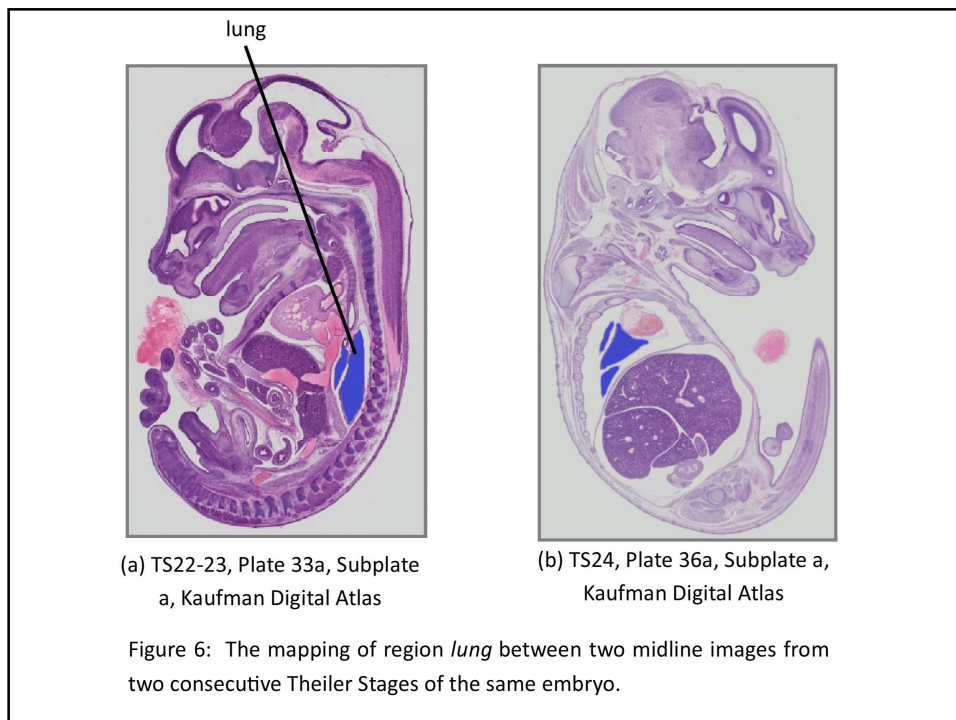 lung
(a) TS22-23, Plate 33a, Subplate
a, Kaufman Digital Atlas
(b) TS24, Plate 36a, Subplate a,
Kaufman Digital Atlas
Figure 6: The mapping of region lung between two midline images from
two consecutive Theiler Stages of the same embryo.